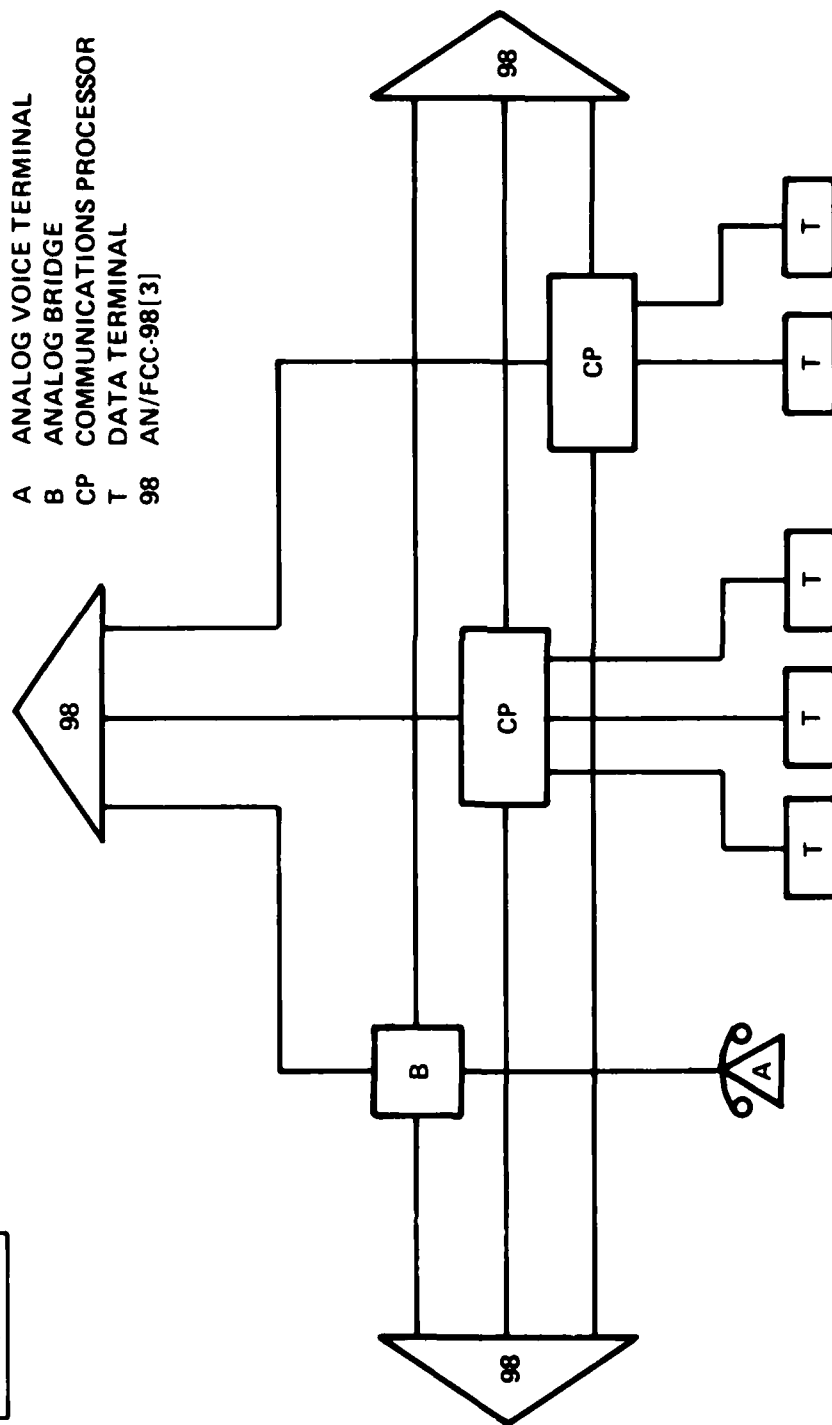 A ANALOG VOICE TERMINAL
B ANALOG BRIDGE
CP COMMUNICATIONS PROCESSOR
T DATA TERMINAL
98 AN/FCC-98[3]
98
98
98
B
CP
CP
A
T
T
T
T
T